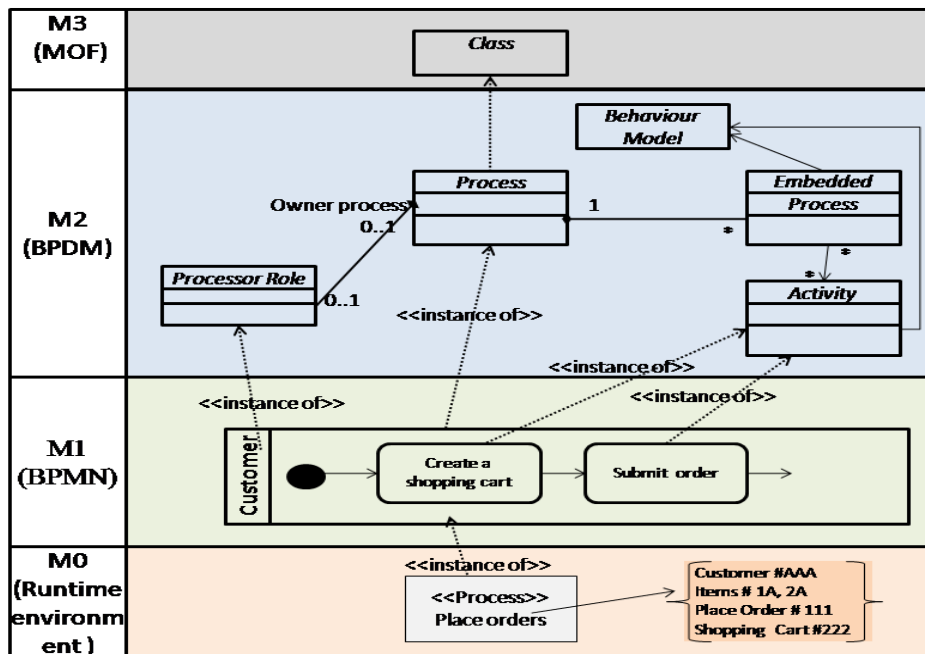 M3
(MOF)
Class
M2
(BPDM)
Behaviour
Model
Process
Embedded
Process
Owner process
0..1
1
*
*
*
Processor Role
0..1
Activity
<<instance of>>
<<instance of>>
<<instance of>>
<<instance of>>
M1
(BPMN)
Customer
Create a
shopping cart
Submit order
M0
(Runtime
environm
ent )
<<instance of>>
<<Process>>
Place orders
Customer #AAA
Items # 1A, 2A
Place Order # 111
Shopping Cart #222